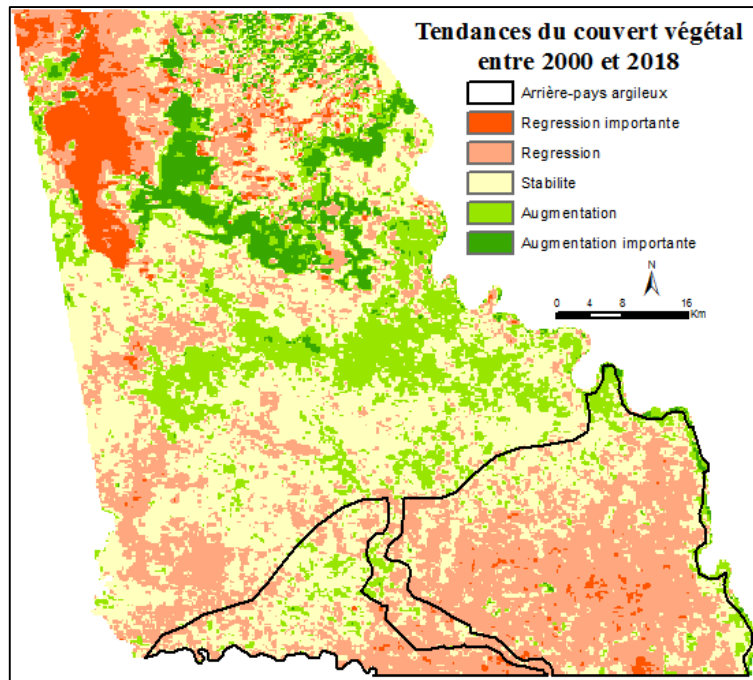 Tendances du couvert végétal
entre 2000 et 2018
Arrière-pays argileux
Regression importante
Regression
Stabilite
Augmentation
Augmentation importante
N
0 4 8 16
Km